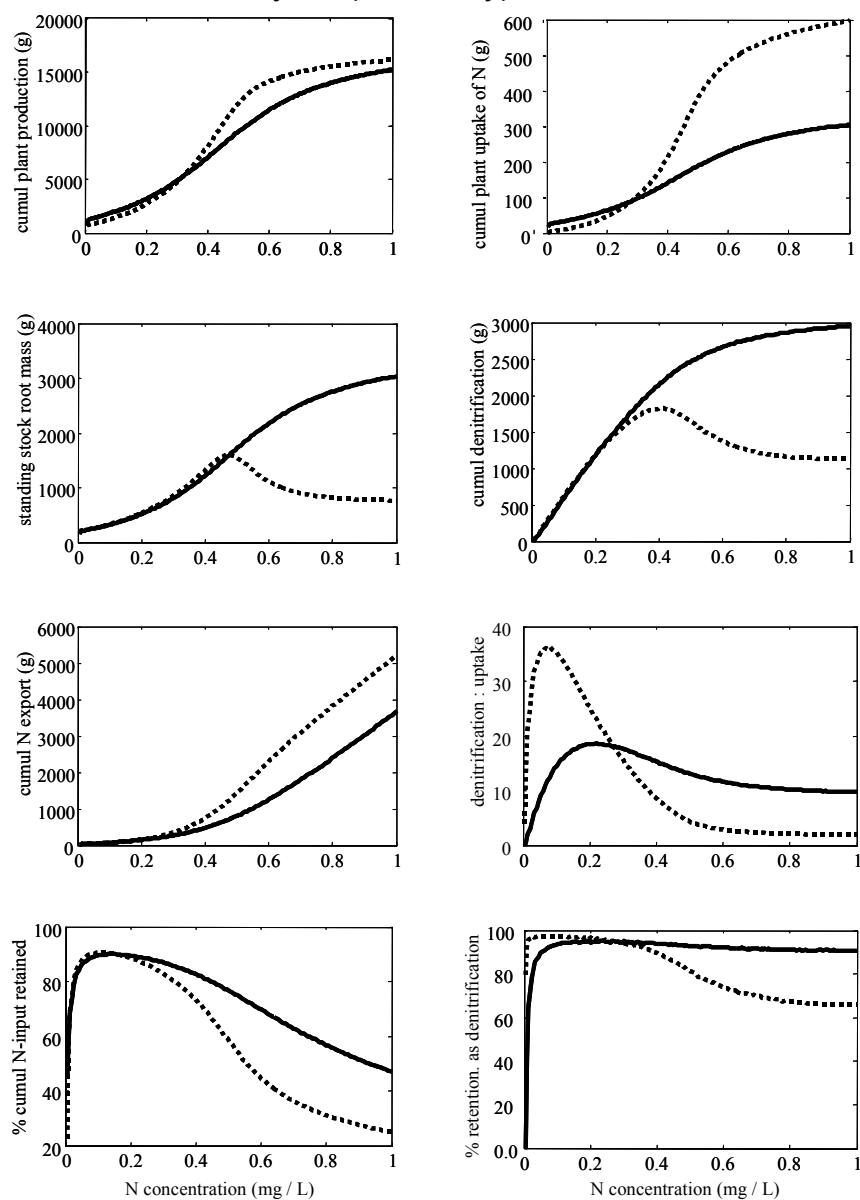 20000
15000
10000
5000
0
0 0.2 0.4 0.6 0.8 1
cumul plant production (g)
600
500
400
300
200
100
0
0 0.2 0.4 0.6 0.8 1
cumul plant uptake of N (g)
4000
3000
2000
1000
0
0 0.2 0.4 0.6 0.8 1
standing stock root mass (g)
3000
2500
2000
1500
1000
500
0
0 0.2 0.4 0.6 0.8 1
cumul denitrification (g)
6000
5000
4000
3000
2000
1000
0
0 0.2 0.4 0.6 0.8 1
cumul N export (g)
40
30
20
10
0
0 0.2 0.4 0.6 0.8 1
denitrification : uptake
100
80
60
40
20
0 0.2 0.4 0.6 0.8 1
% cumul N-input retained
N concentration (mg / L)
100
80
60
40
20
0.0
0 0.2 0.4 0.6 0.8 1
% retention. as denitrification
N concentration (mg / L)